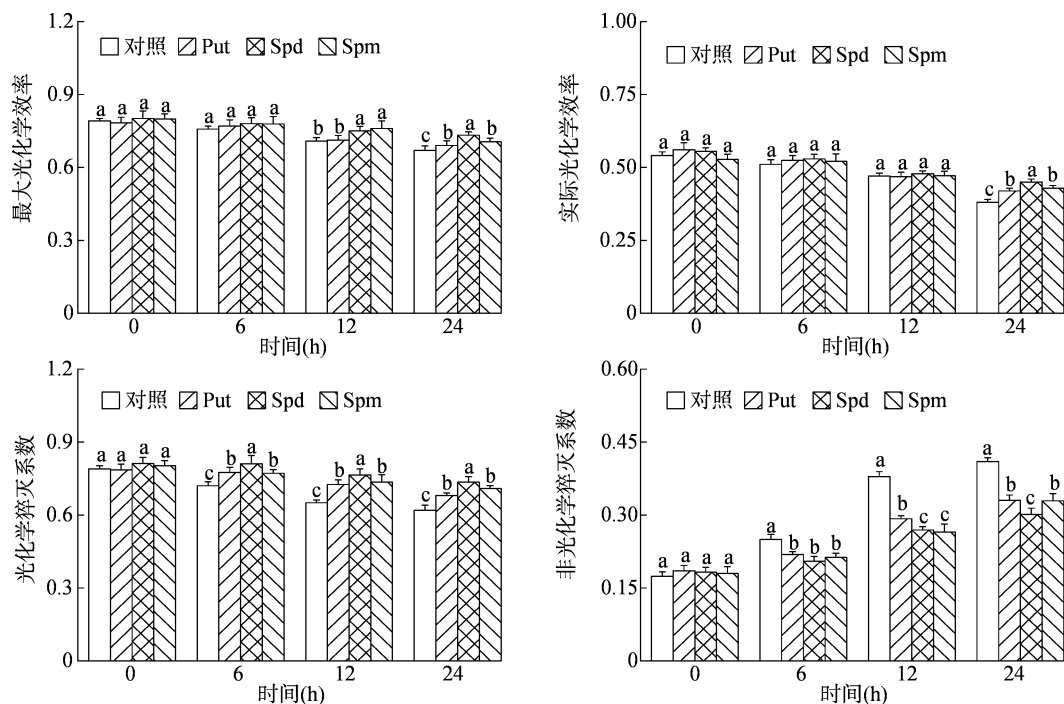 1.2
0.9
0.6
0.3
0
最大光化学效率
对照 Put Spd Spm
a a a a
a a a a
b b a a
c b a b
0 6 12 24
时间(h)
1.00
0.75
0.50
0.25
0
实际光化学效率
对照 Put Spd Spm
a a a a
a a a a
a a a a
c b a b
0 6 12 24
时间(h)
1.2
0.9
0.6
0.3
0
光化学猝灭系数
对照 Put Spd Spm
a a a a
c b a b
c b a b
c b a b
0 6 12 24
时间(h)
0.60
0.45
0.30
0.15
0
非光化学猝灭系数
对照 Put Spd Spm
a a a a
a b b b
a b c c
a b c b
0 6 12 24
时间(h)